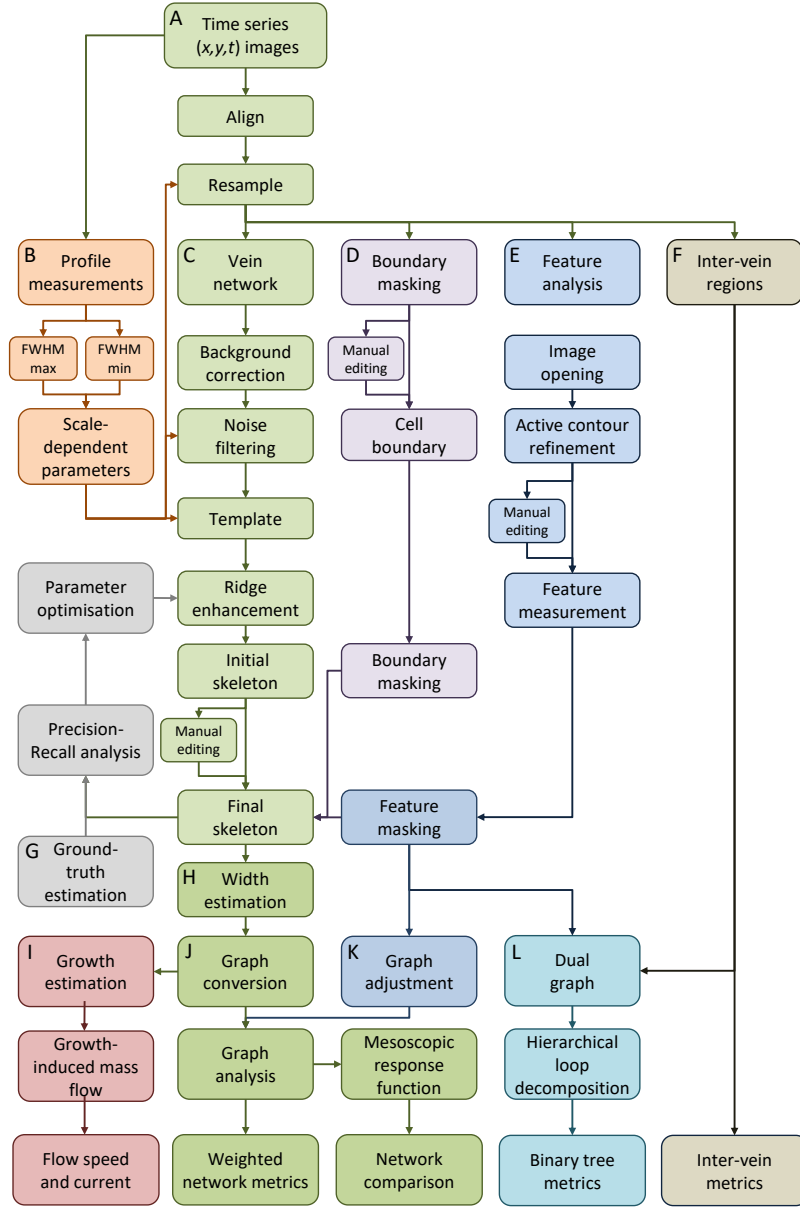 A
Time series
(x,y,t) images
Align
Resample
B
Profile
measurements
C
Vein
network
D
Boundary
masking
E
Feature
analysis
F
Inter-vein
regions
FWHM
max
FWHM
min
Background
correction
Manual
editing
Image
opening
Scale-
dependent
parameters
Noise
filtering
Cell
boundary
Active contour
refinement
Template
Manual
editing
Parameter
optimisation
Ridge
enhancement
Feature
measurement
Initial
skeleton
Boundary
masking
Precision-
Recall analysis
Manual
editing
Final
skeleton
Feature
masking
G
Ground-
truth
estimation
H
Width
estimation
I
Growth
estimation
J
Graph
conversion
K
Graph
adjustment
L
Dual
graph
Growth-
induced mass
flow
Graph
analysis
Mesoscopic
response
function
Hierarchical
loop
decomposition
Flow speed
and current
Weighted
network metrics
Network
comparison
Binary tree
metrics
Inter-vein
metrics